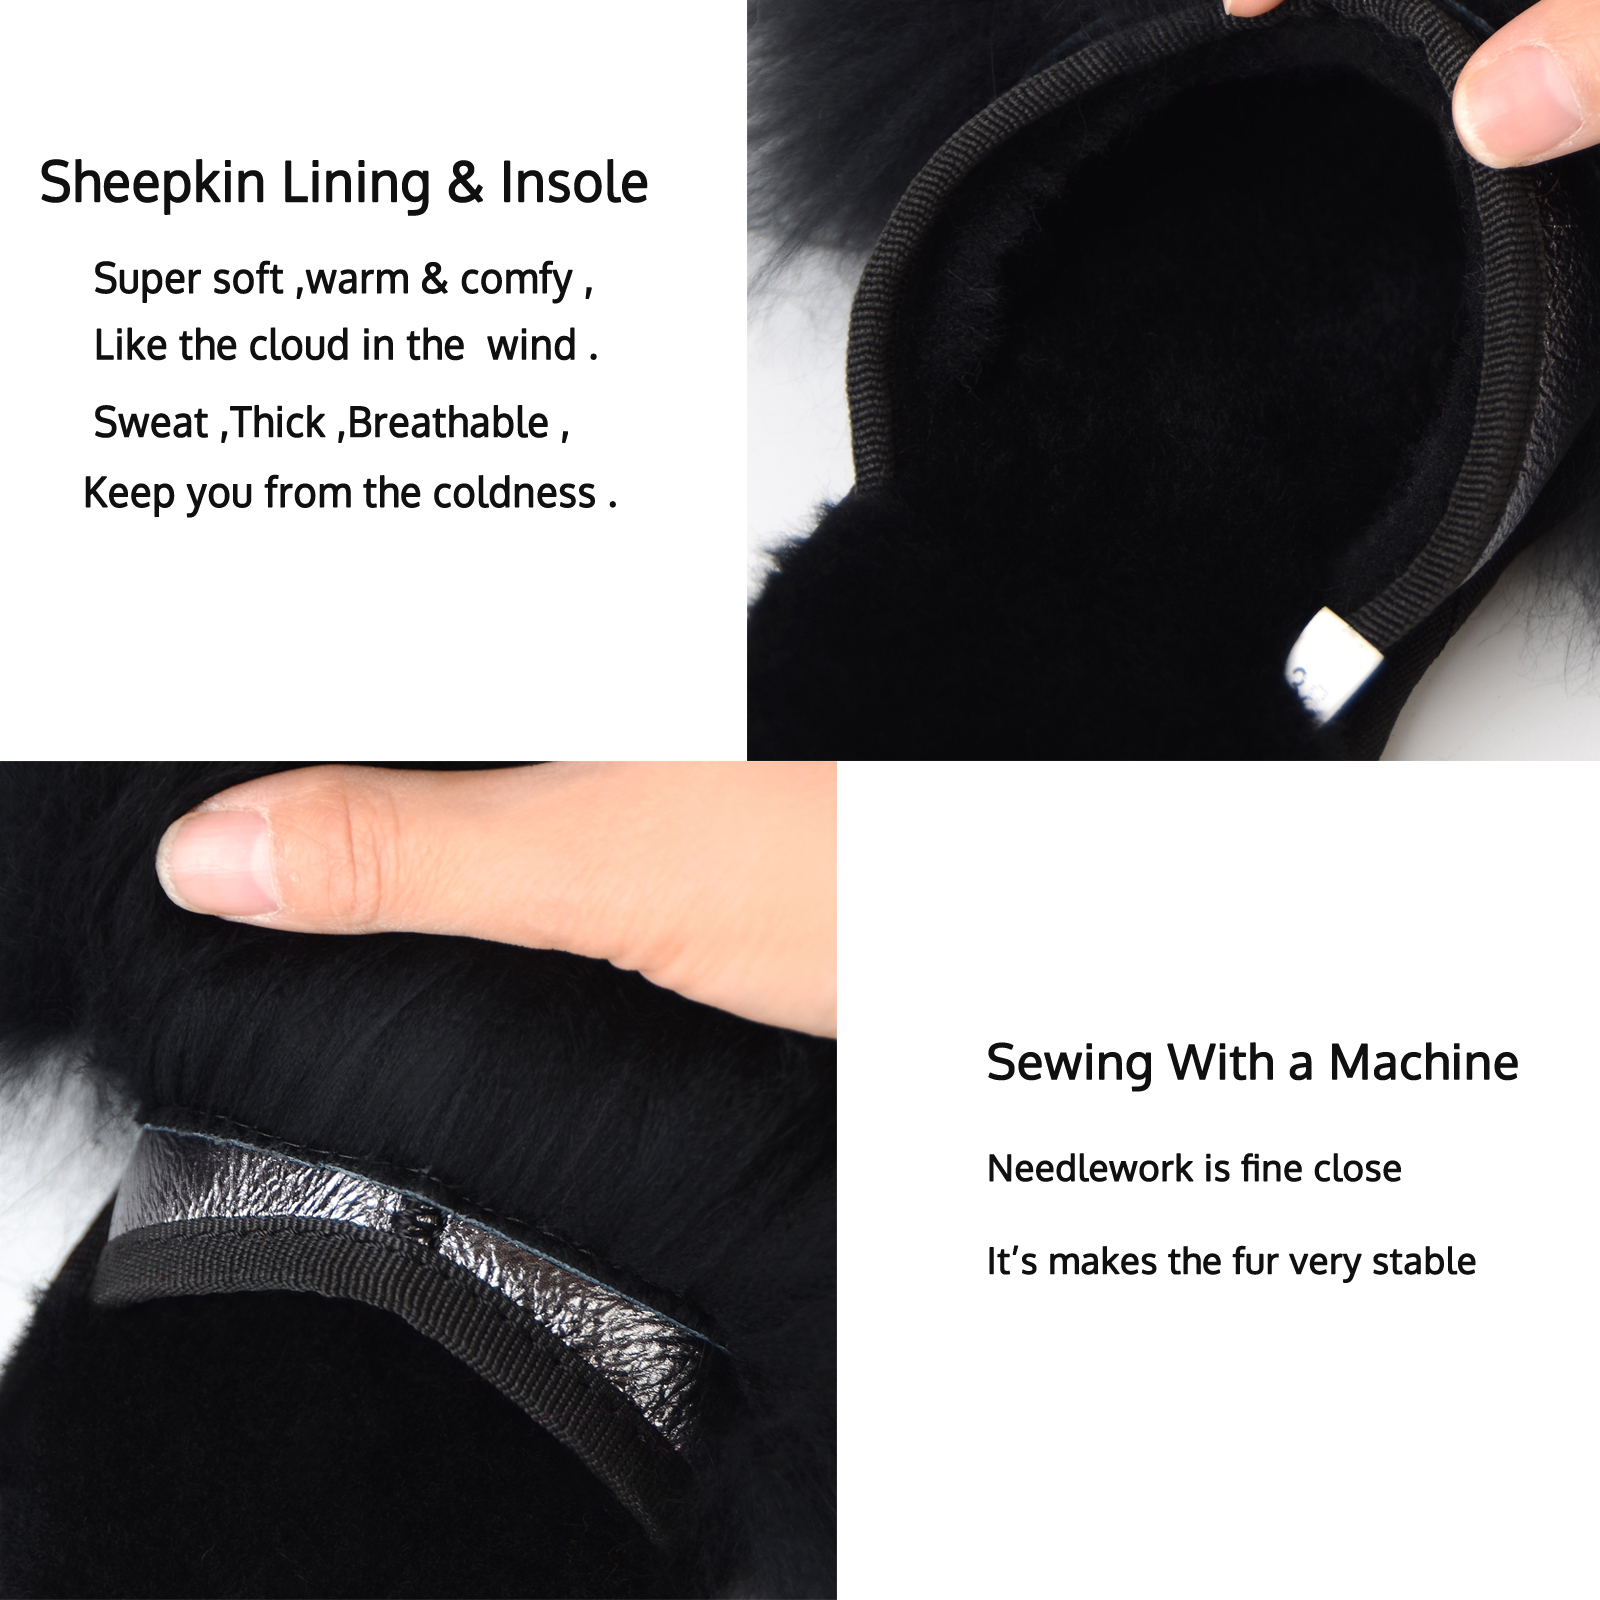 Sheepkin Lining & Insole
Super soft ,warm & comfy ,
Like the cloud in the wind .
Sweat ,Thick ,Breathable ,
Keep you from the coldness .
Sewing With a Machine
Needlework is fine close
It's makes the fur very stable